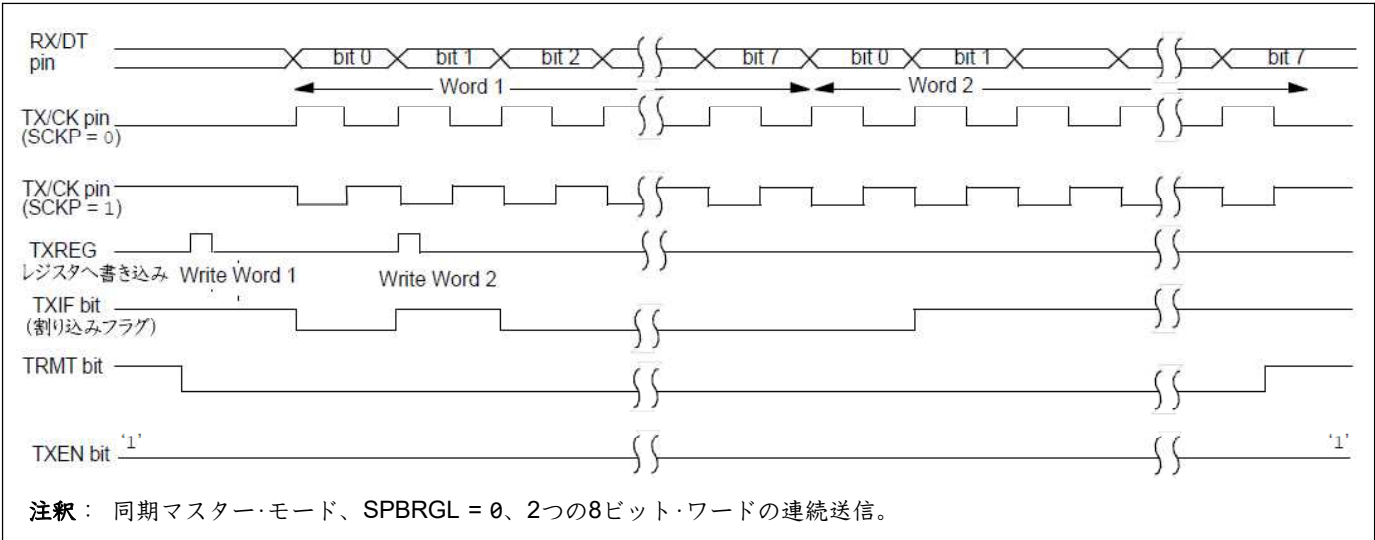 RX/DT
pin
bit 0 bit 1 bit 2 bit 7 bit 0 bit 1 bit 7
Word 1 Word 2
TX/CK pin
(SCKP = 0)
TX/CK pin
(SCKP = 1)
TXREG
レジスタへ書き込み Write Word 1 Write Word 2
TXIF bit
(割り込みフラグ)
TRMT bit
TXEN bit '1' '1'
注釈: 同期マスター·モード、SPBRGL = 0、2つの8ビット·ワードの連続送信。